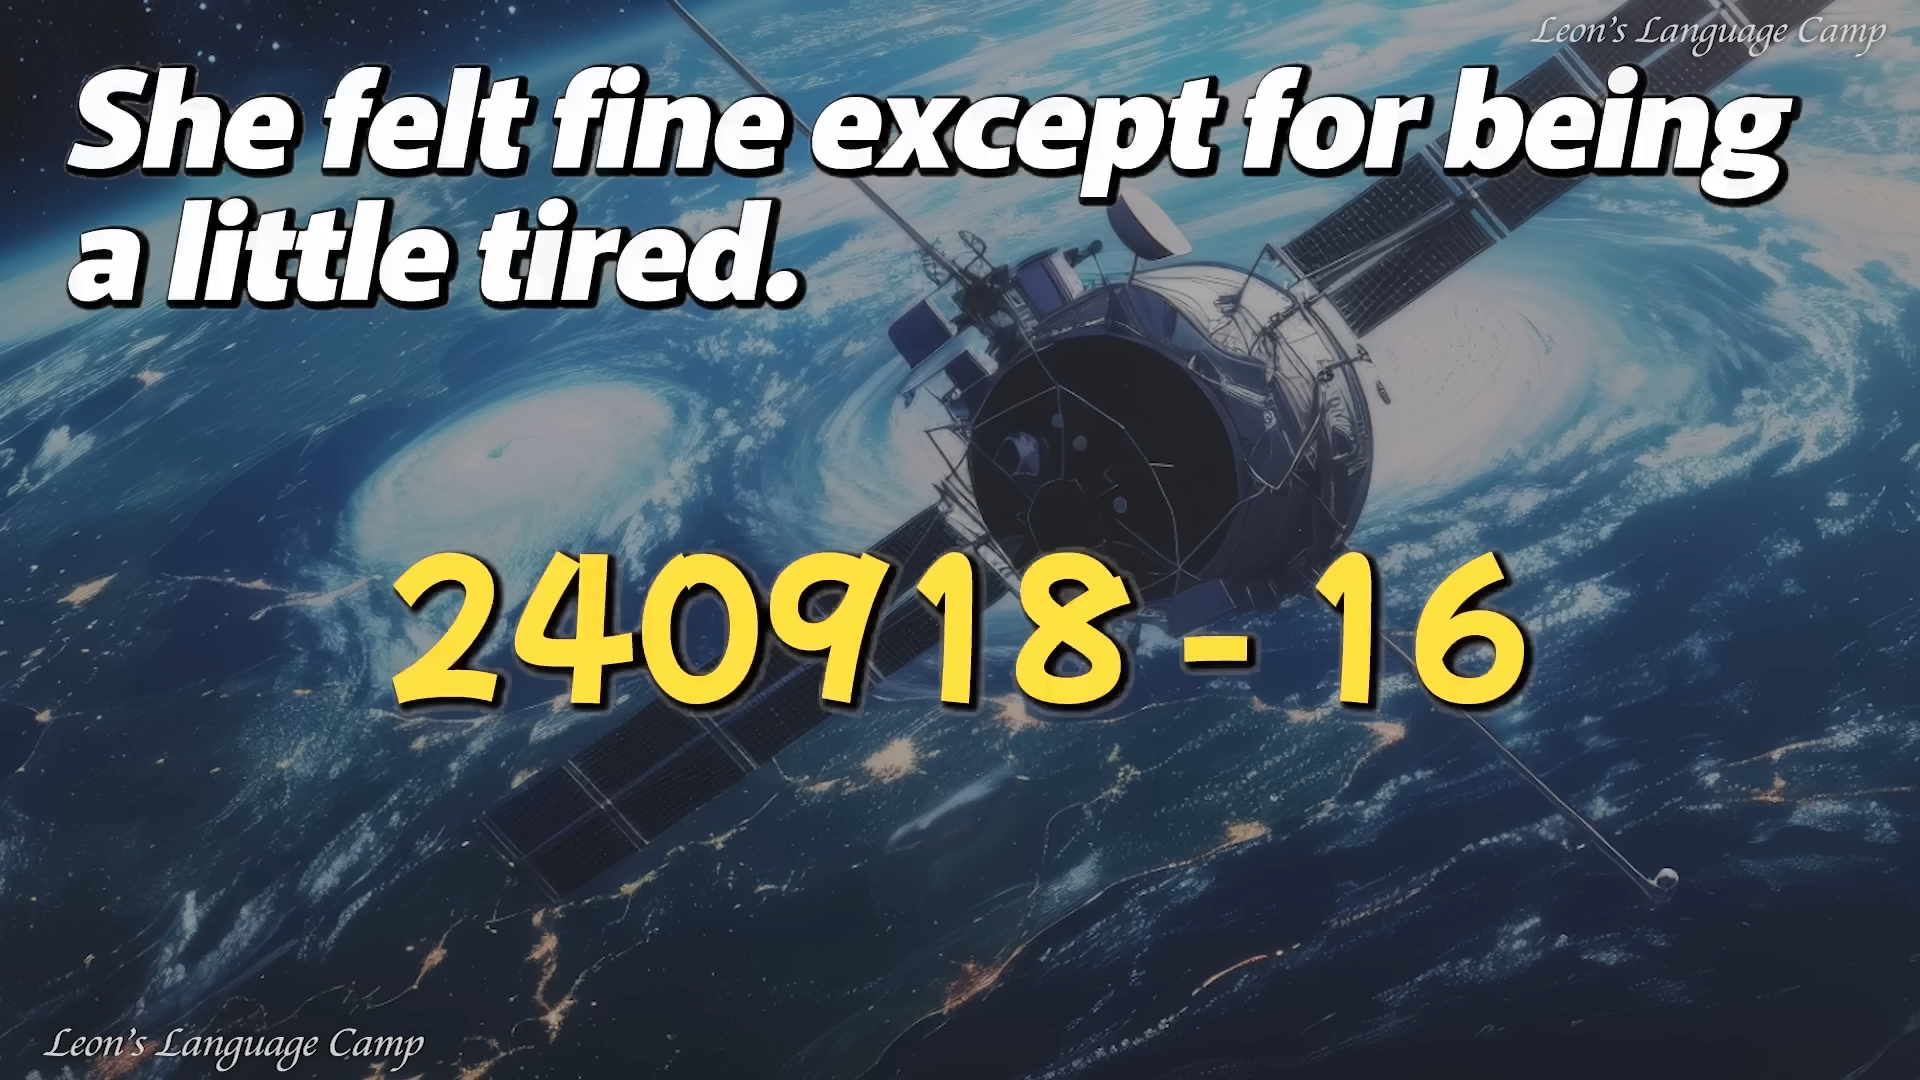 Leon's Language Camp
She felt fine except for being
a little tired.
240918-16
Leon's Language Camp